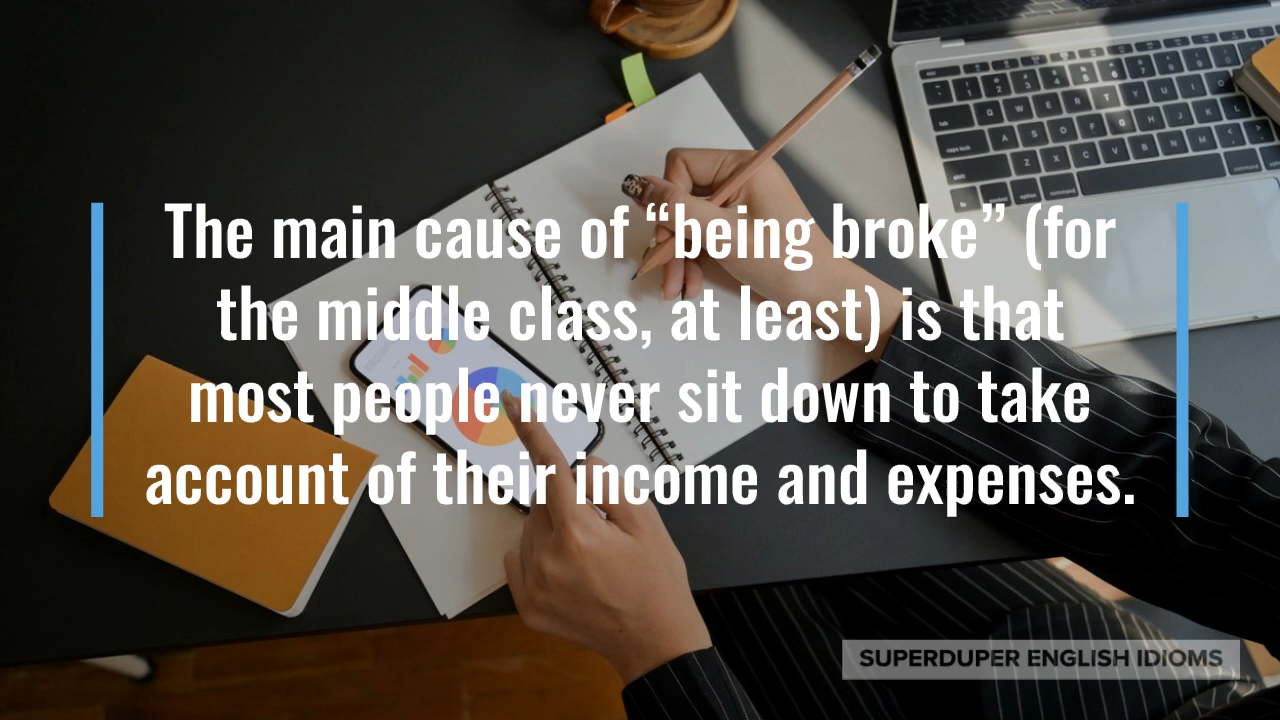 The main cause of “being broke” (for
the middle class, at least) is that
most people never sit down to take
account of their income and expenses.
SUPERDUPER ENGLISH IDIOMS